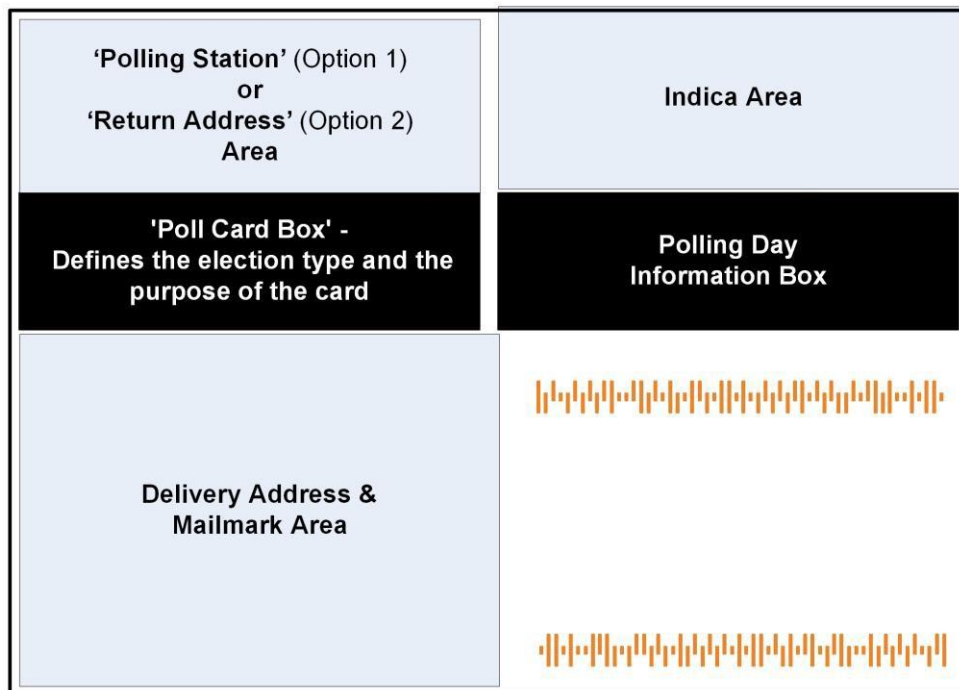 ‘Polling Station’ (Option 1)
or
‘Return Address’ (Option 2)
Area
Indica Area
'Poll Card Box' -
Defines the election type and the
purpose of the card
Polling Day
Information Box
Delivery Address &
Mailmark Area